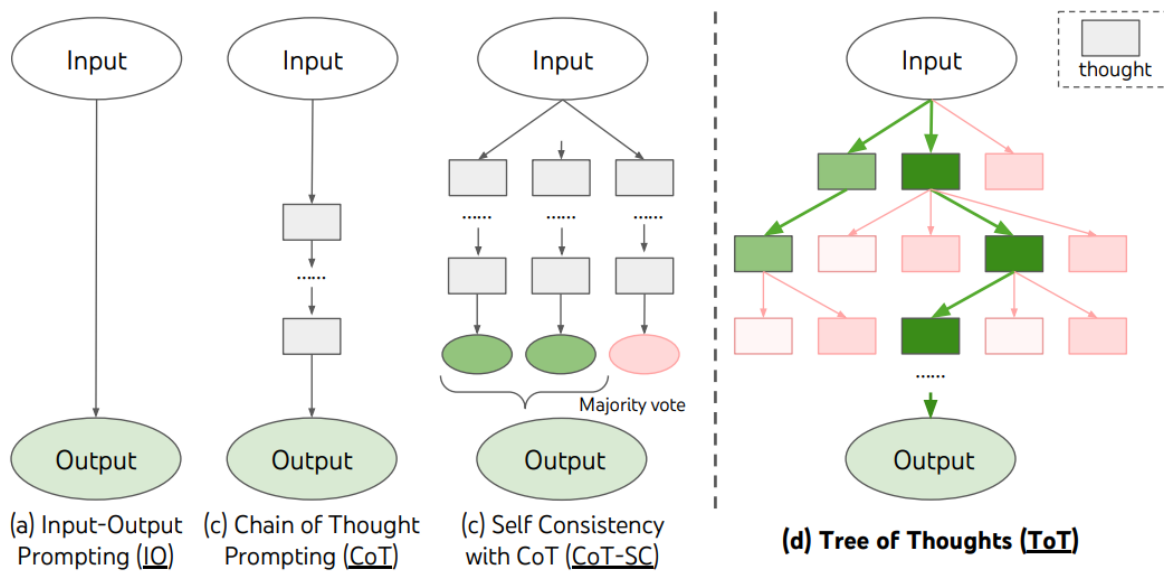 Input
Input
Input
Input
thought
......
......
......
......
......
Majority vote
Output
Output
Output
Output
(a) Input-Output
Prompting (IO)
(c) Chain of Thought
Prompting (CoT)
(c) Self Consistency
with CoT (CoT-SC)
(d) Tree of Thoughts (ToT)